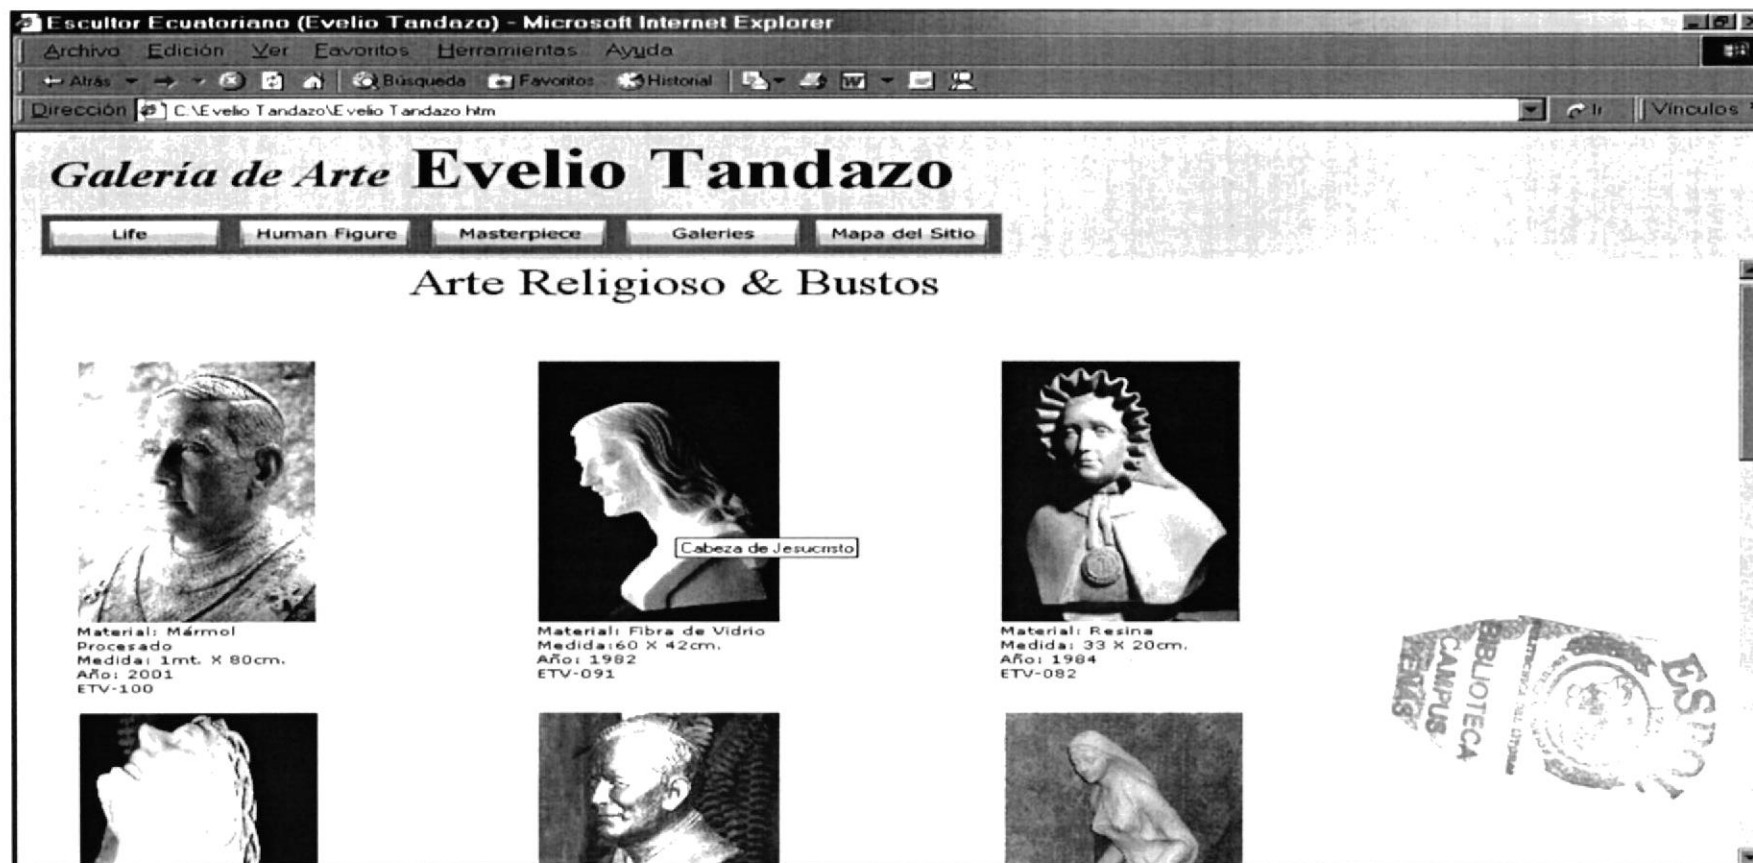 Escultor Ecuatoriano (Evelio Tandazo) - Microsoft Internet Explorer
Archivo Edición Ver Favoritos Herramientas Ayuda
Atrás Búsqueda Favoritos Historial
Dirección C:\Evelio Tandazo\Evelio Tandazo.htm Ir Vínculos
Galería de Arte Evelio Tandazo
Life Human Figure Masterpiece Galeries Mapa del Sitio
Arte Religioso & Bustos
Cabeza de Jesucristo
Material: Mármol
Procesado
Medida: 1mt. X 80cm.
Año: 2001
ETV-100
Material: Fibra de Vidrio
Medida:60 X 42cm.
Año: 1982
ETV-091
Material: Resina
Medida: 33 X 20cm.
Año: 1984
ETV-082
ESPOL
BIBLIOTECA
CAMPUS